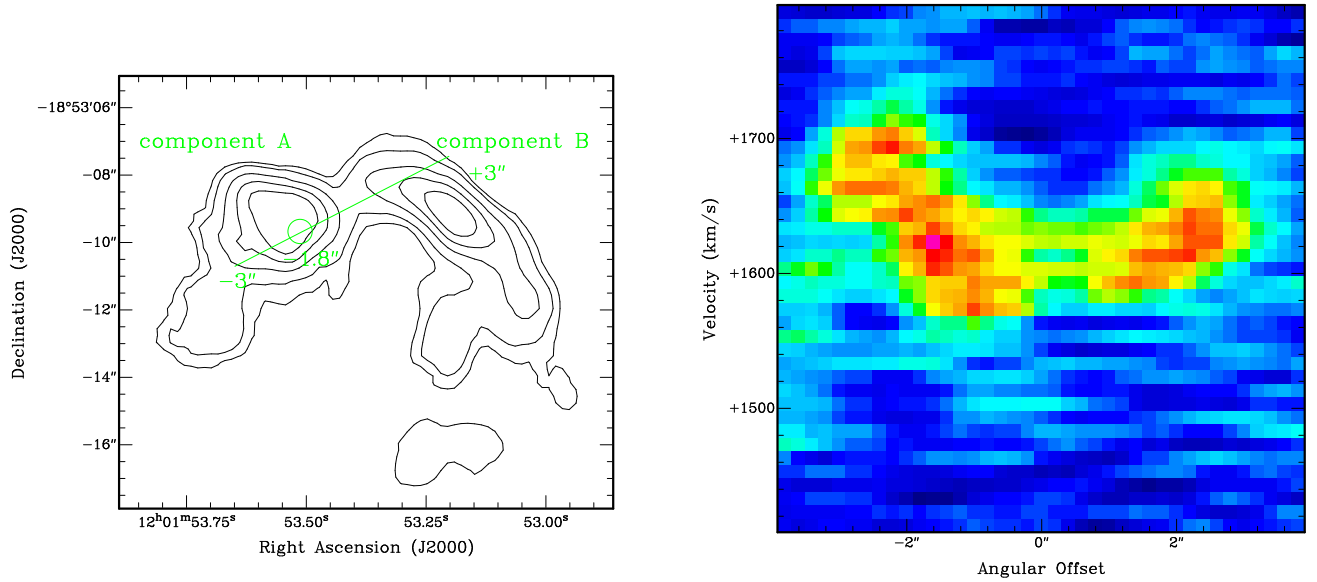 component A
component B
+3″
−1.8″
−3″
−18°53′06″
−08″
−10″
−12″
−14″
−16″
Declination (J2000)
12ʰ01ᵐ53.75ˢ
53.50ˢ
53.25ˢ
53.00ˢ
Right Ascension (J2000)
+1700
+1600
+1500
Velocity (km/s)
−2″
0″
2″
Angular Offset